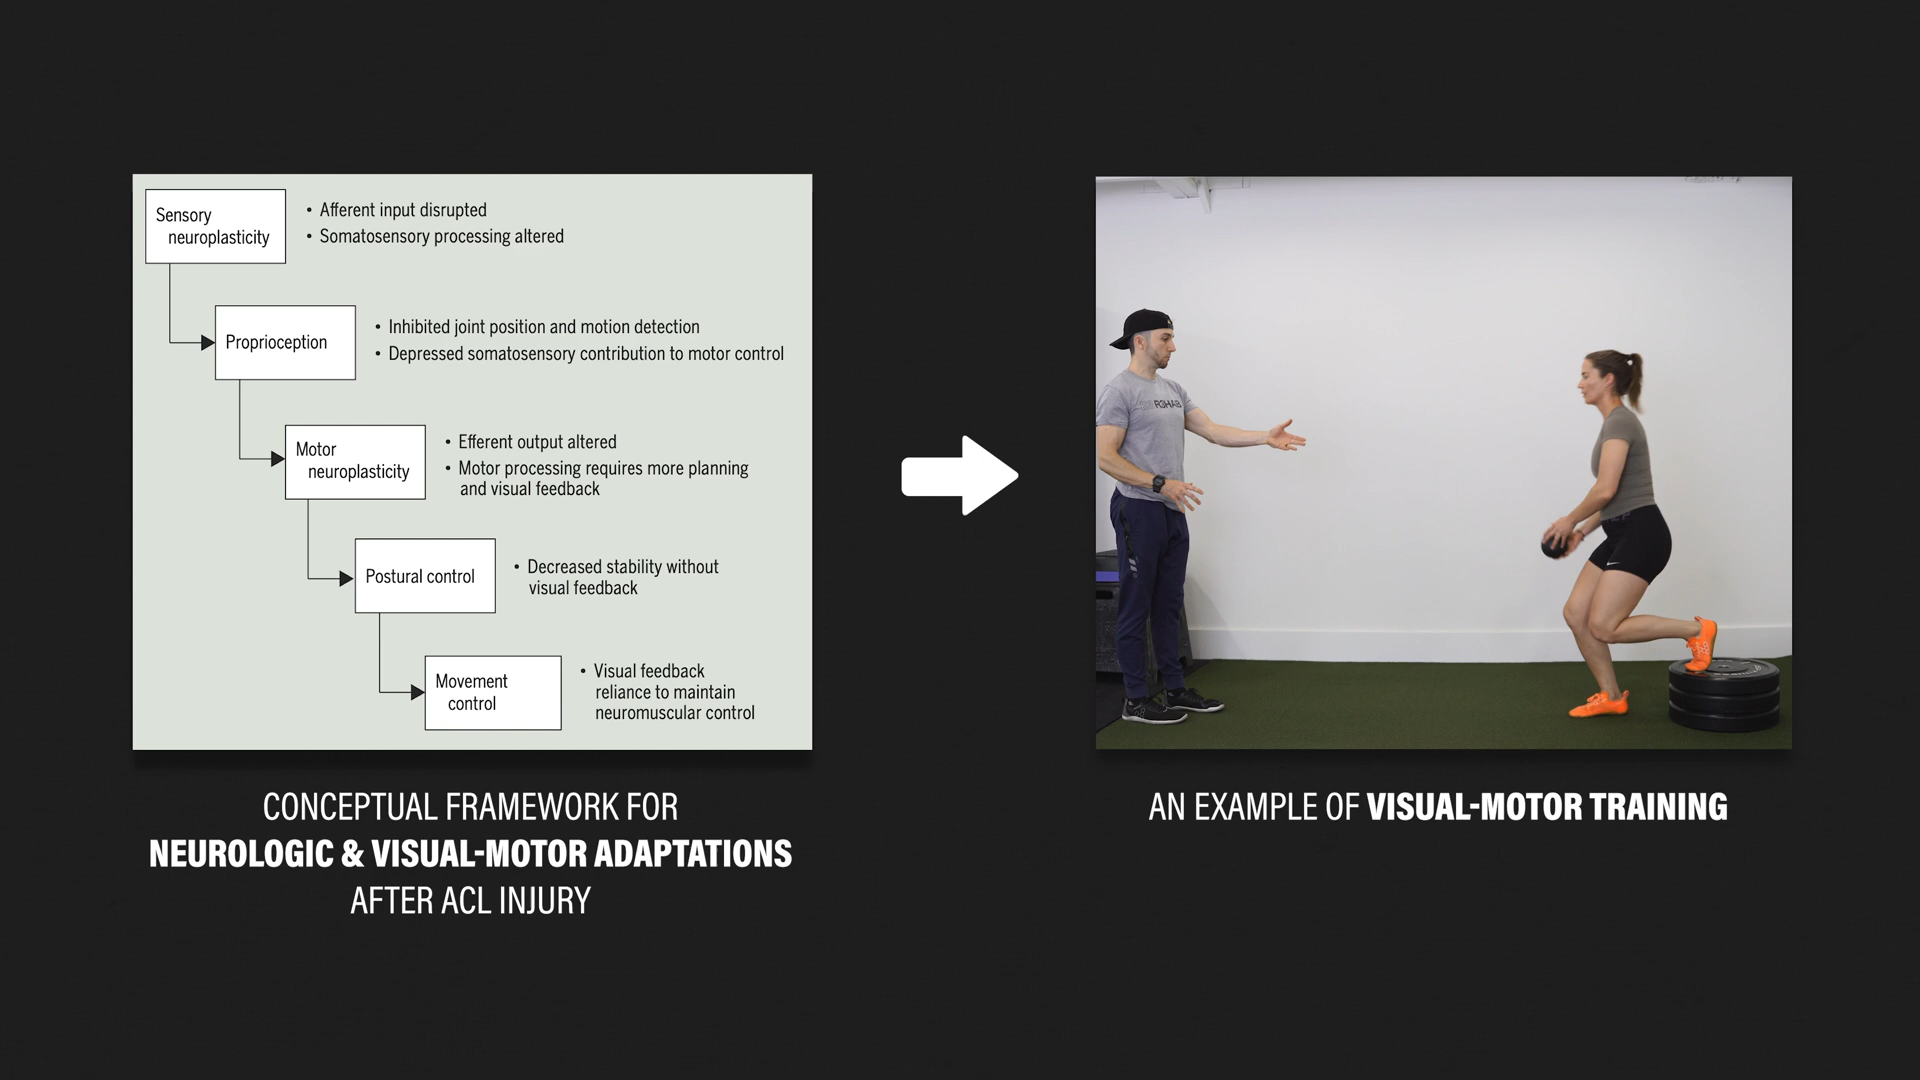 Sensory
neuroplasticity
• Afferent input disrupted
• Somatosensory processing altered
Proprioception
• Inhibited joint position and motion detection
• Depressed somatosensory contribution to motor control
Motor
neuroplasticity
• Efferent output altered
• Motor processing requires more planning
and visual feedback
Postural control
• Decreased stability without
visual feedback
Movement
control
• Visual feedback
reliance to maintain
neuromuscular control
CONCEPTUAL FRAMEWORK FOR
NEUROLOGIC & VISUAL-MOTOR ADAPTATIONS
AFTER ACL INJURY
AN EXAMPLE OF VISUAL-MOTOR TRAINING